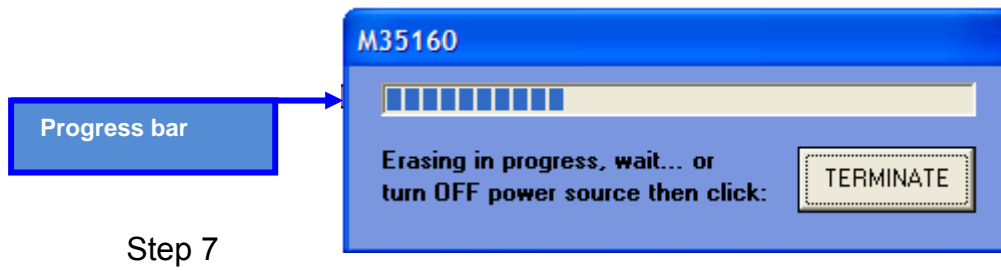 M35160
Progress bar
Erasing in progress, wait... or
turn OFF power source then click:
TERMINATE
Step 7